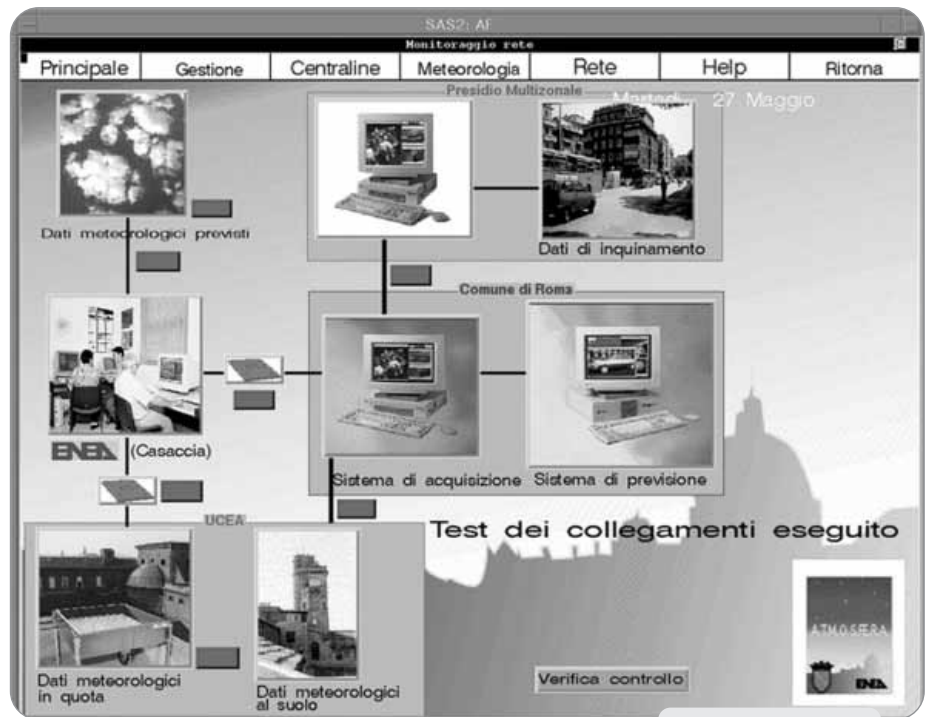 SAS2: AF
Monitoraggio rete
Principale Gestione Centraline Meteorologia Rete Help Ritorna
Presidio Multizonale
Martedi 27 Maggio
Dati meteorologici previsti
Dati di inquinamento
Comune di Roma
ENEA (Casaccia)
Sistema di acquisizione Sistema di previsione
UCEA
Test dei collegamenti eseguito
ATMOSFERA
ENEA
Dati meteorologici
in quota
Dati meteorologici
al suolo
Verifica controllo